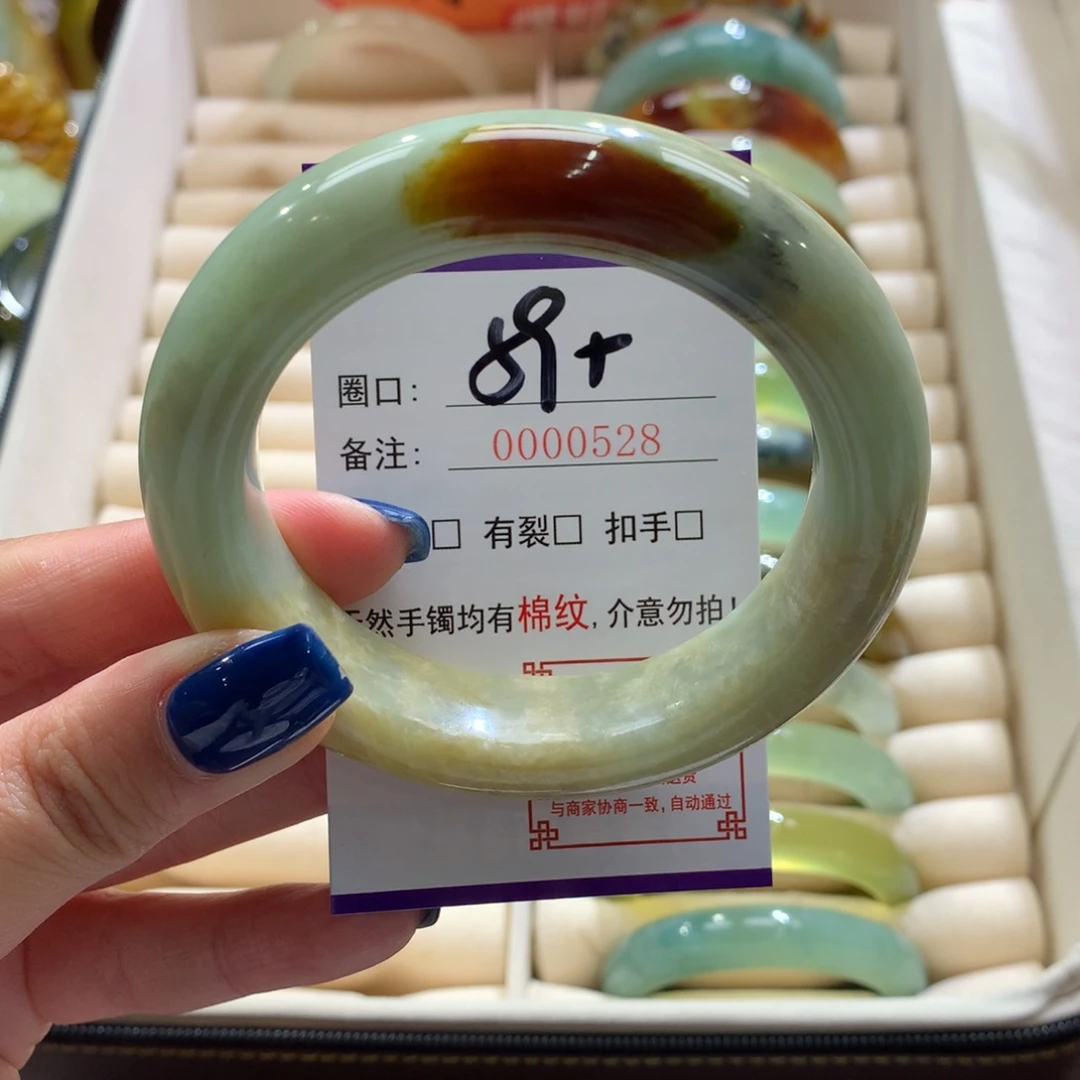 圈口:
备注: 0000528
□ 有裂□ 扣手□
然手镯均有棉纹,介意勿拍!
与商家协商一致,自动通过